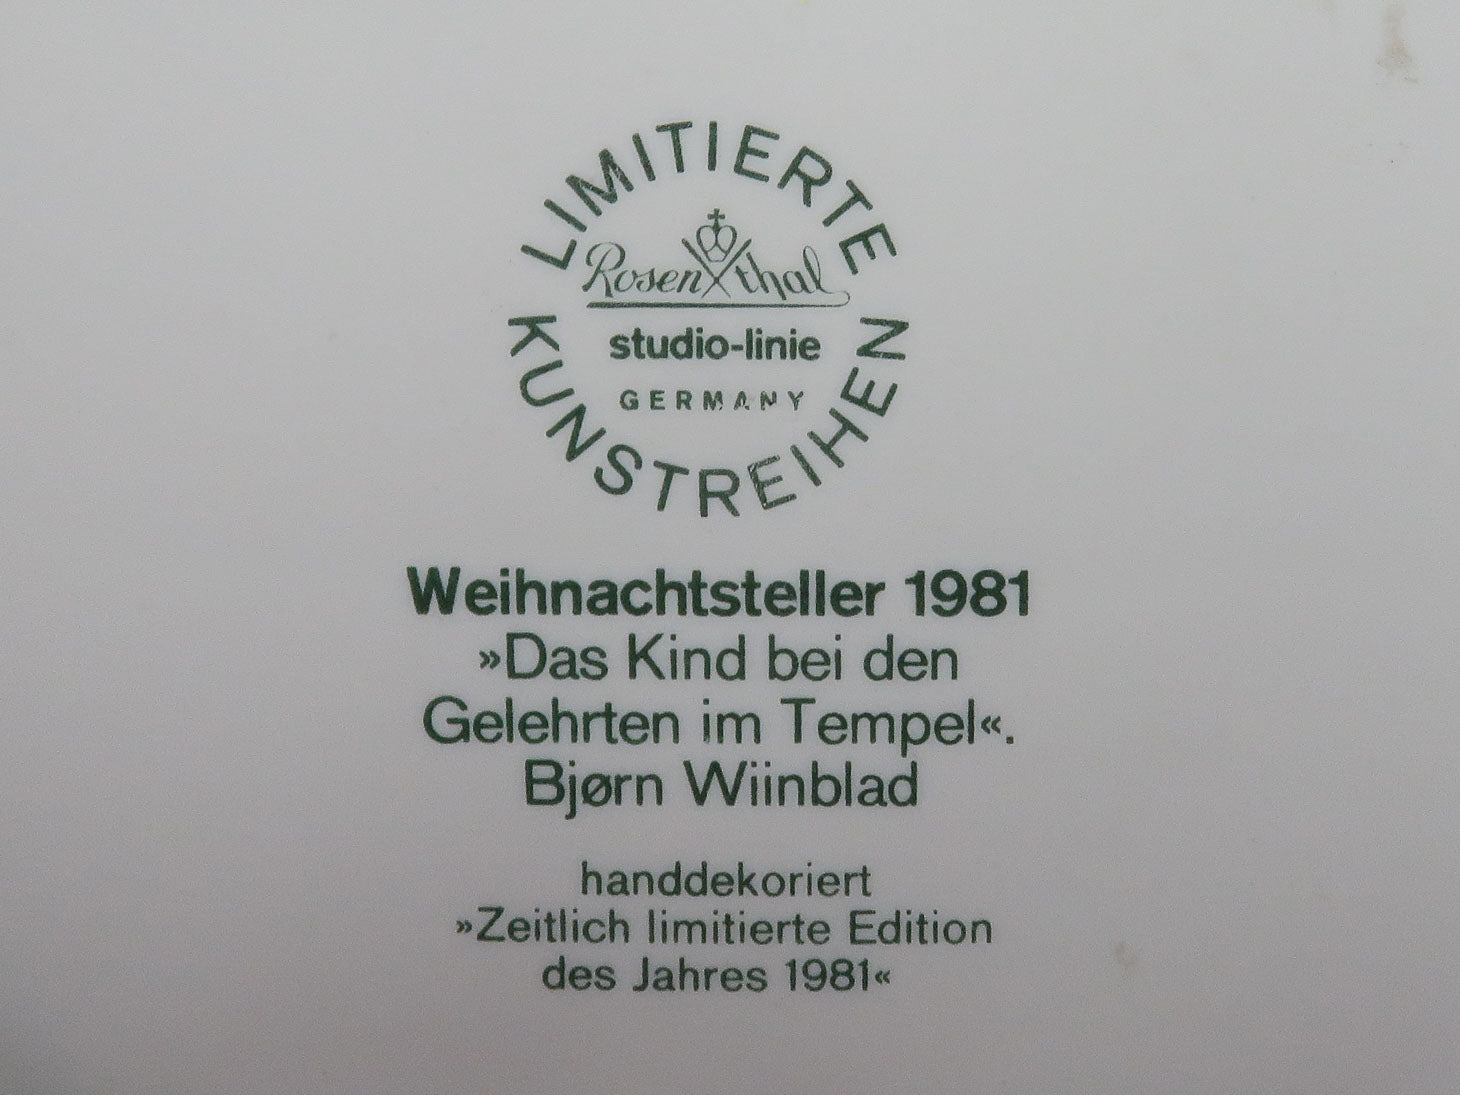 LIMITIERTE
Rosenthal
studio-linie
GERMANY
KUNSTREIHEN
Weihnachtsteller 1981
»Das Kind bei den
Gelehrten im Tempel«.
Bjørn Wiinblad
handdekoriert
»Zeitlich limitierte Edition
des Jahres 1981«